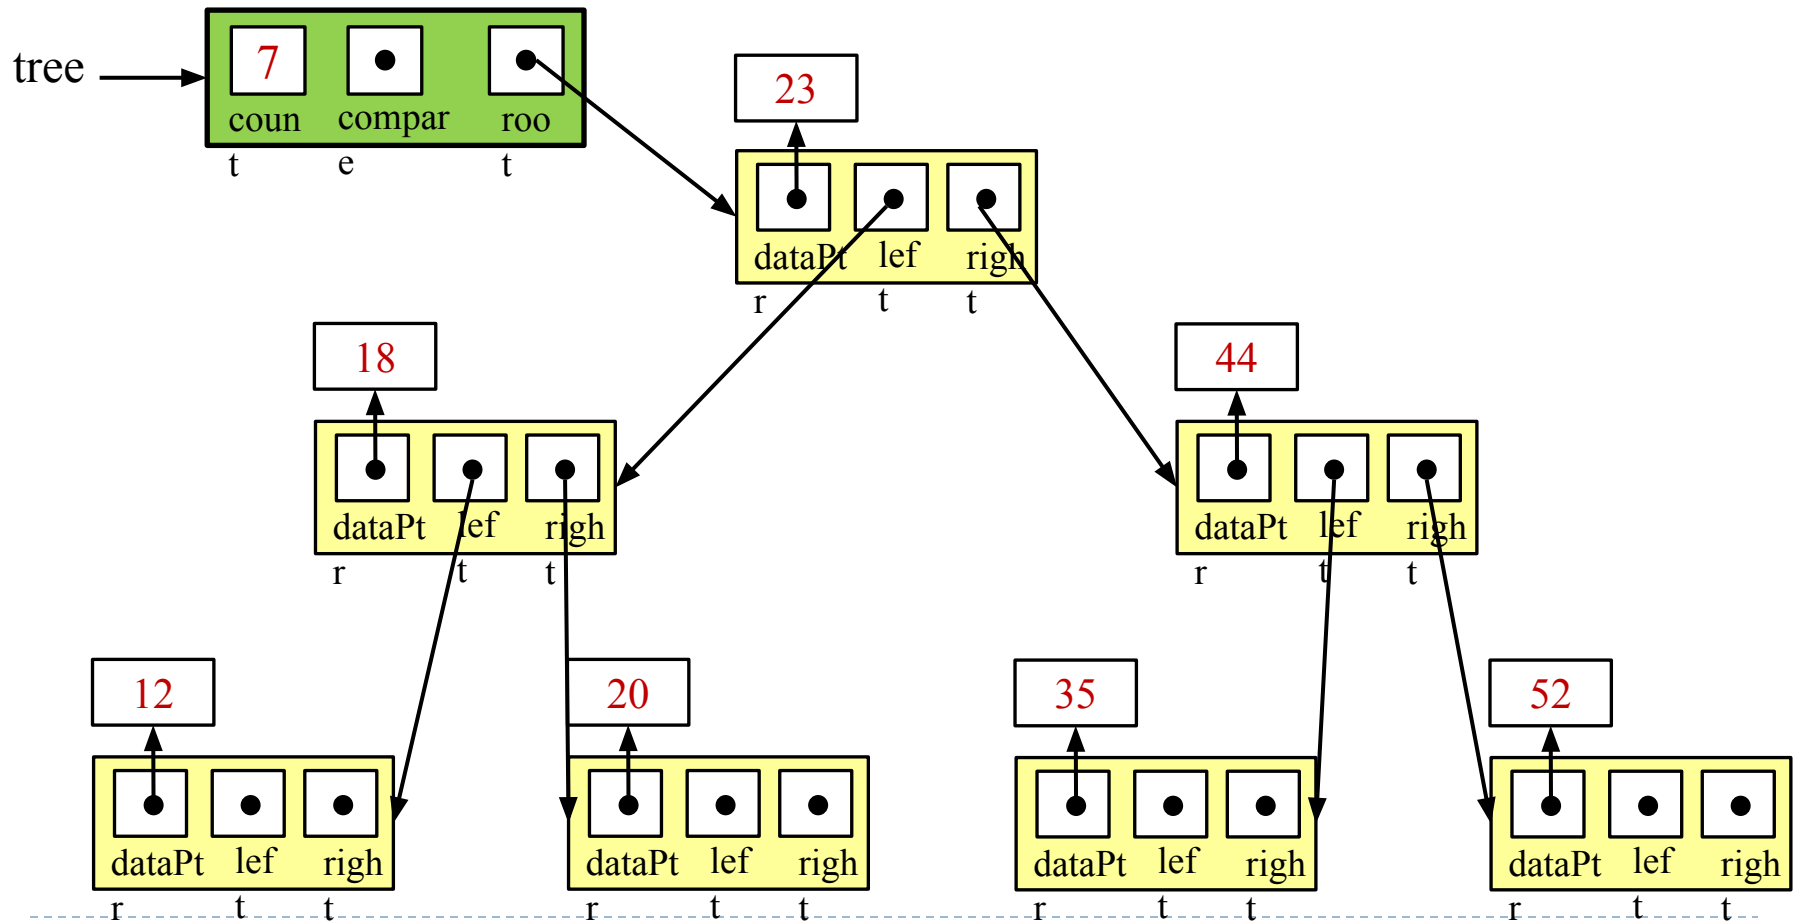 tree
7
coun
t
compar
e
roo
t
23
dataPt
r
lef
t
righ
t
18
dataPt
r
lef
t
righ
t
44
dataPt
r
lef
t
righ
t
12
dataPt
r
lef
t
righ
t
20
dataPt
r
lef
t
righ
t
35
dataPt
r
lef
t
righ
t
52
dataPt
r
lef
t
righ
t